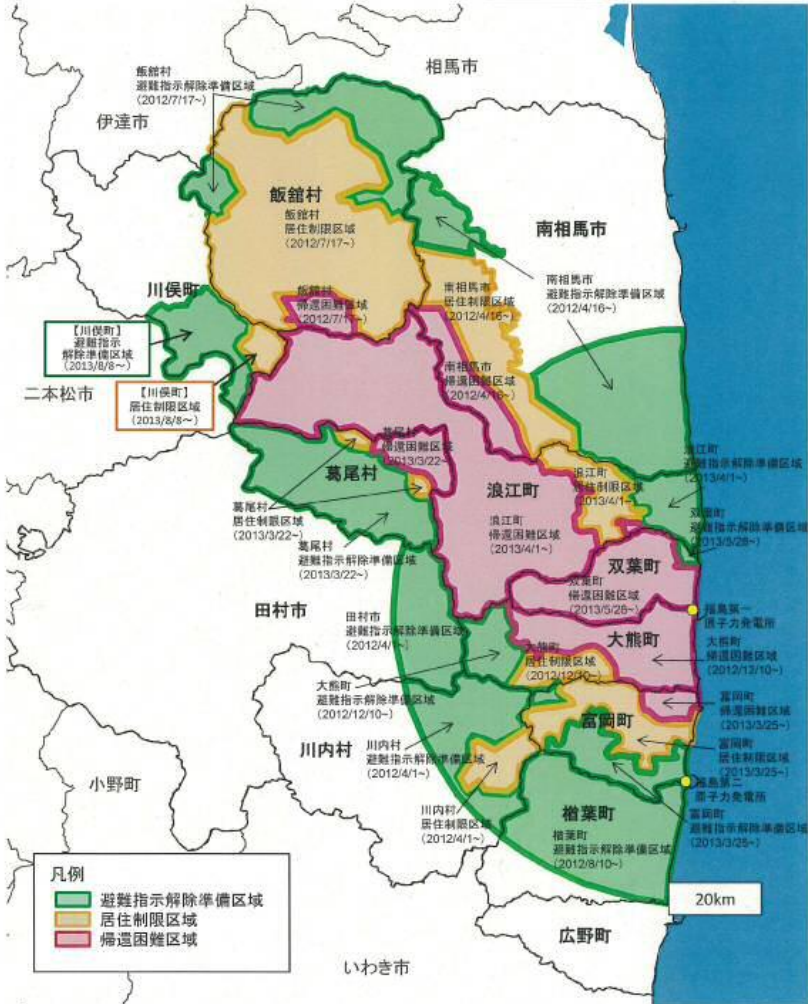 相馬市
飯舘村
避難指示解除準備区域
(2012/7/17~)
伊達市
飯舘村
飯舘村
居住制限区域
(2012/7/17~)
南相馬市
南相馬市
避難指示解除準備区域
(2012/4/16~)
川俣町
飯舘村
帰還困難区域
(2012/7/17~)
南相馬市
居住制限区域
(2012/4/16~)
【川俣町】
避難指示
解除準備区域
(2013/8/8~)
二本松市
【川俣町】
居住制限区域
(2013/8/8~)
南相馬市
帰還困難区域
(2012/4/16~)
葛尾村
帰還困難区域
(2013/3/22~)
葛尾村
浪江町
浪江町
帰還困難区域
(2013/4/1~)
浪江町
居住制限区域
(2013/4/1~)
浪江町
避難指示解除準備区域
(2013/4/1~)
葛尾村
居住制限区域
(2013/3/22~)
双葉町
避難指示解除準備区域
(2013/5/28~)
葛尾村
避難指示解除準備区域
(2013/3/22~)
双葉町
双葉町
帰還困難区域
(2013/5/28~)
田村市
田村市
避難指示解除準備区域
(2012/4/1~)
福島第一
原子力発電所
大熊町
大熊町
帰還困難区域
(2012/12/10~)
大熊町
居住制限区域
(2012/12/10~)
大熊町
避難指示解除準備区域
(2012/12/10~)
富岡町
帰還困難区域
(2013/3/25~)
富岡町
富岡町
居住制限区域
(2013/3/25~)
川内村
川内村
避難指示解除準備区域
(2012/4/1~)
福島第二
原子力発電所
小野町
川内村
居住制限区域
(2012/4/1~)
富岡町
避難指示解除準備区域
(2013/3/25~)
楢葉町
楢葉町
避難指示解除準備区域
(2012/8/10~)
凡例
避難指示解除準備区域
居住制限区域
帰還困難区域
20km
広野町
いわき市